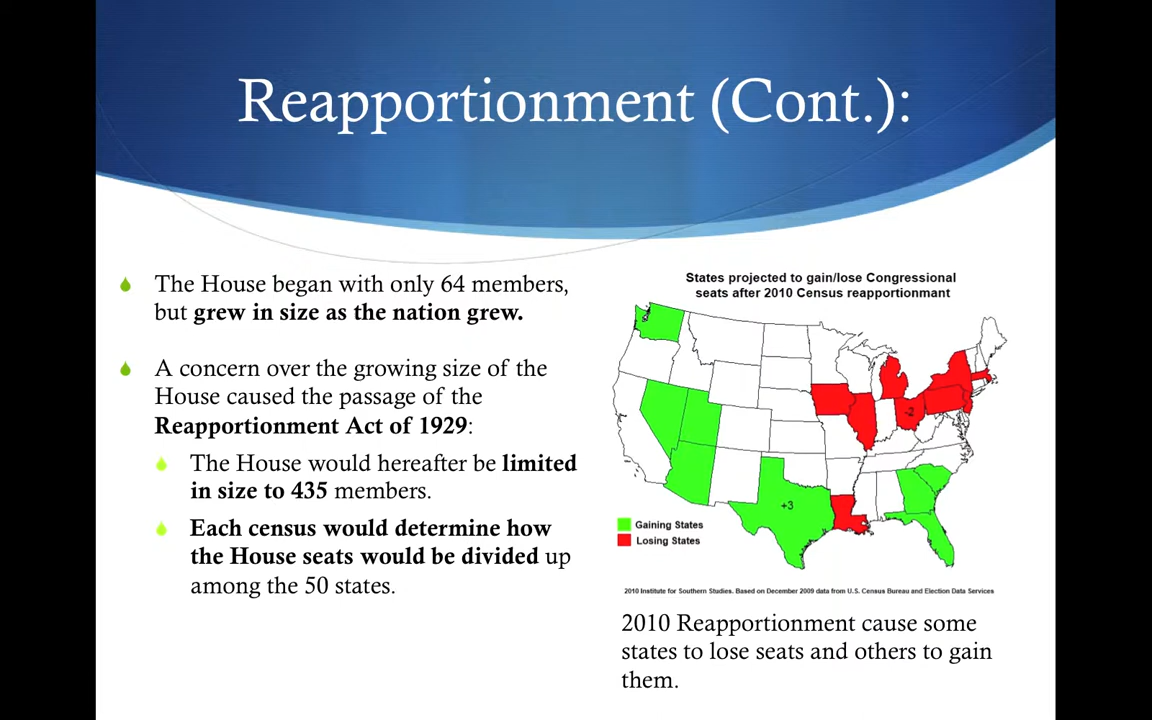 Reapportionment (Cont.):
The House began with only 64 members,
but grew in size as the nation grew.
A concern over the growing size of the
House caused the passage of the
Reapportionment Act of 1929:
The House would hereafter be limited
in size to 435 members.
Each census would determine how
the House seats would be divided up
among the 50 states.
States projected to gain/lose Congressional
seats after 2010 Census reapportionmant
-2
+3
Gaining States
Losing States
2010 Institute for Southern Studies. Based on December 2009 data from U.S. Census Bureau and Election Data Services
2010 Reapportionment cause some
states to lose seats and others to gain
them.